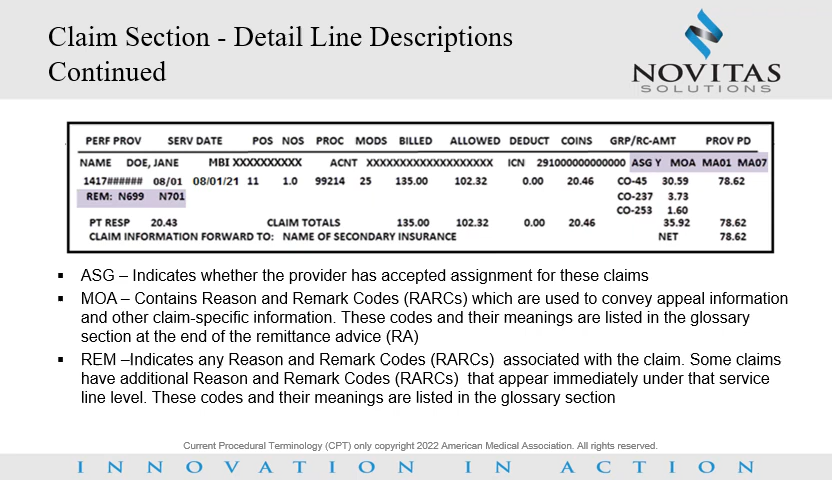 Claim Section - Detail Line Descriptions
Continued
NOVITAS
SOLUTIONS
PERF PROV SERV DATE POS NOS PROC MODS BILLED ALLOWED DEDUCT COINS GRP/RC-AMT PROV PD
NAME DOE, JANE MBI XXXXXXXXXX ACNT XXXXXXXXXXXXXXXXXXX ICN 291000000000000 ASG Y MOA MA01 MA07
1417###### 08/01 08/01/21 11 1.0 99214 25 135.00 102.32 0.00 20.46 CO-45 30.59 78.62
REM: N699 N701 CO-237 3.73
CO-253 1.60
PT RESP 20.43 CLAIM TOTALS 135.00 102.32 0.00 20.46 35.92 78.62
CLAIM INFORMATION FORWARD TO: NAME OF SECONDARY INSURANCE NET 78.62
▪ ASG – Indicates whether the provider has accepted assignment for these claims
▪ MOA – Contains Reason and Remark Codes (RARCs) which are used to convey appeal information
and other claim-specific information. These codes and their meanings are listed in the glossary
section at the end of the remittance advice (RA)
▪ REM –Indicates any Reason and Remark Codes (RARCs) associated with the claim. Some claims
have additional Reason and Remark Codes (RARCs) that appear immediately under that service
line level. These codes and their meanings are listed in the glossary section
Current Procedural Terminology (CPT) only copyright 2022 American Medical Association. All rights reserved.
INNOVATION IN ACTION